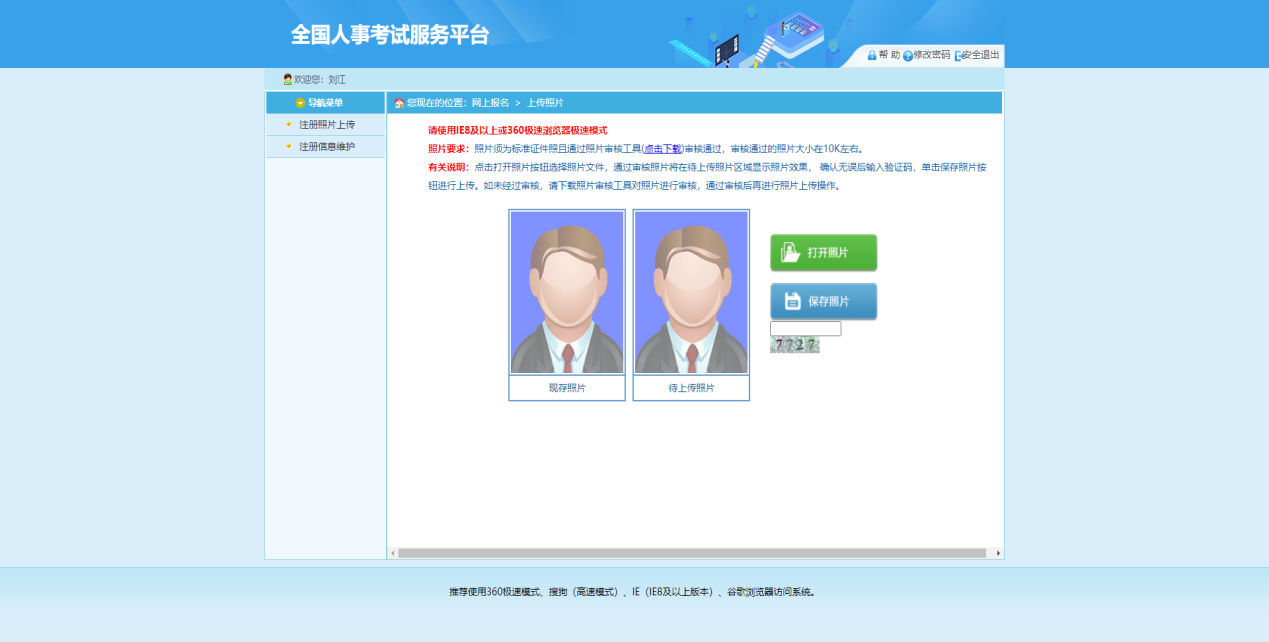 全国人事考试服务平台
帮 助 修改密码 安全退出
欢迎您：刘江
导航菜单
您现在的位置：网上报名 > 上传照片
注册照片上传
注册信息维护
请使用IE8及以上或360极速浏览器极速模式
照片要求：照片须为标准证件照且通过照片审核工具(点击下载)审核通过，审核通过的照片大小在10K左右。
有关说明：点击打开照片按钮选择照片文件，通过审核照片将在待上传照片区域显示照片效果， 确认无误后输入验证码，单击保存照片按
钮进行上传。如未经过审核，请下载照片审核工具对照片进行审核，通过审核后再进行照片上传操作。
打开照片
保存照片
7727
现存照片
待上传照片
推荐使用360极速模式、搜狗（高速模式）、IE（IE8及以上版本）、谷歌浏览器访问系统。